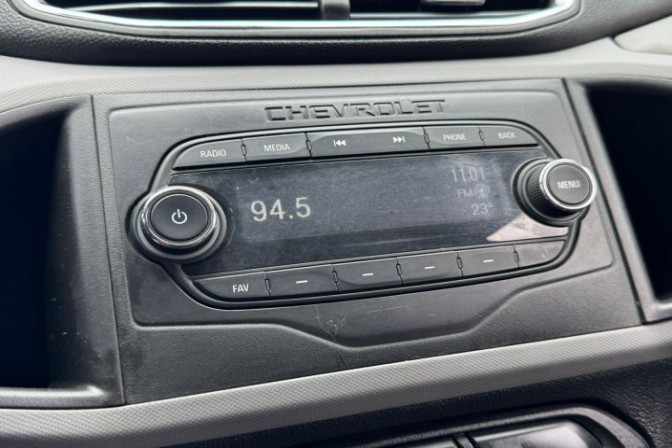 CHEVROLET
RADIO MEDIA PHONE BACK
11:01
94.5
FM 1
23°
MENU
FAV